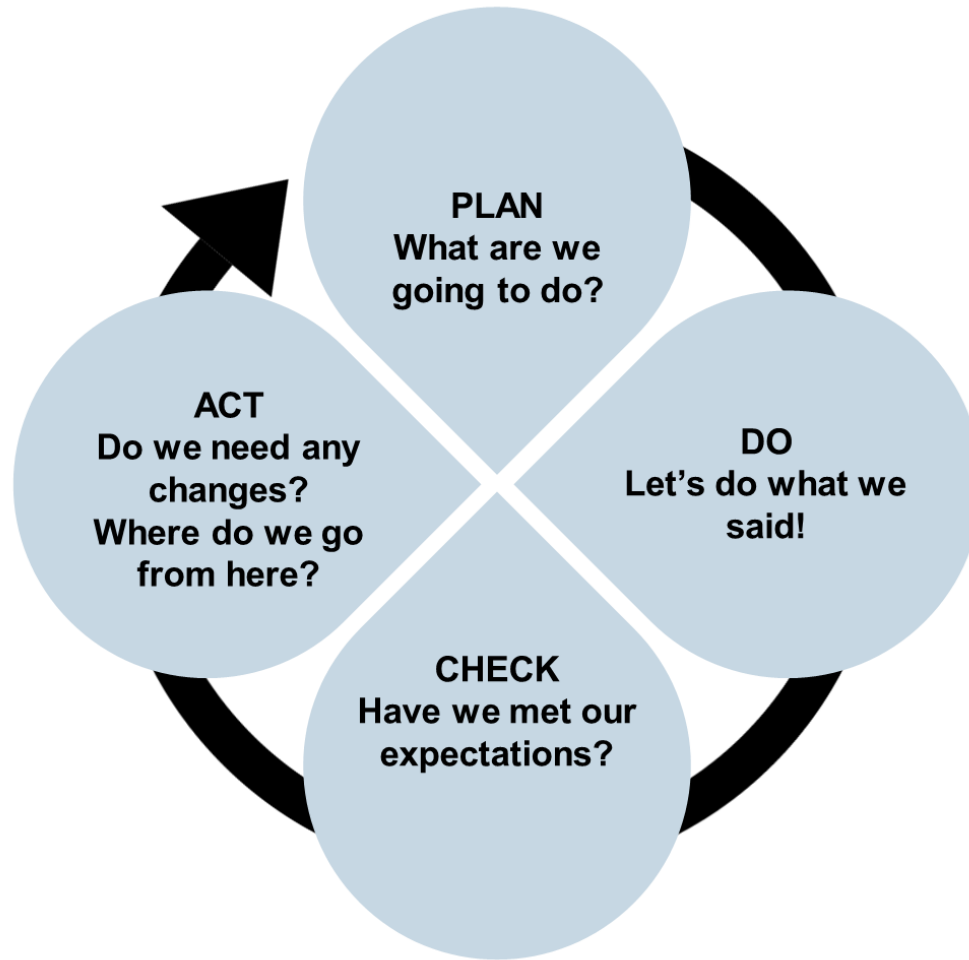 PLAN
What are we
going to do?
DO
Let’s do what we
said!
CHECK
Have we met our
expectations?
ACT
Do we need any
changes?
Where do we go
from here?